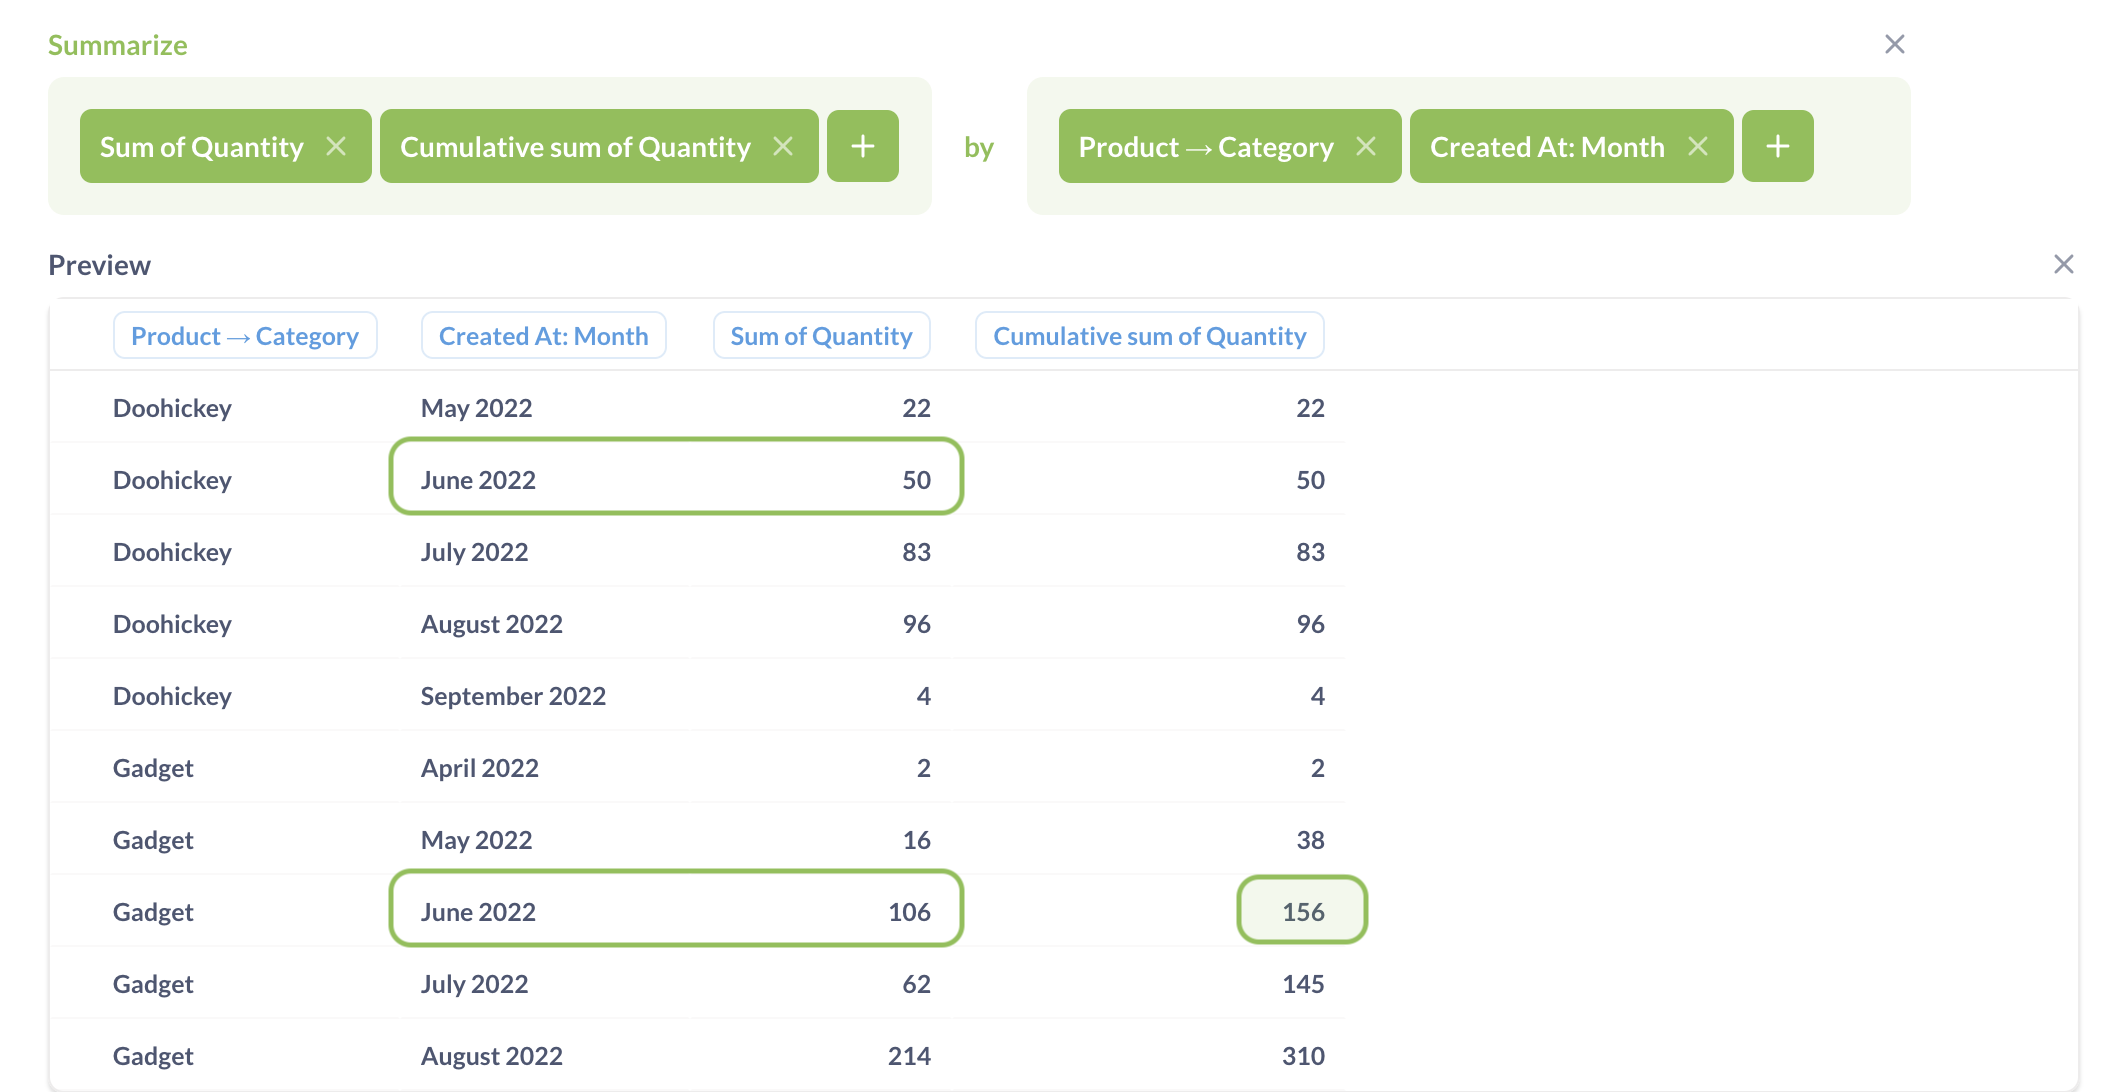 Summarize
Sum of Quantity Cumulative sum of Quantity + by Product → Category Created At: Month +
Preview
Product → Category Created At: Month Sum of Quantity Cumulative sum of Quantity
Doohickey May 2022 22 22
Doohickey June 2022 50 50
Doohickey July 2022 83 83
Doohickey August 2022 96 96
Doohickey September 2022 4 4
Gadget April 2022 2 2
Gadget May 2022 16 38
Gadget June 2022 106 156
Gadget July 2022 62 145
Gadget August 2022 214 310